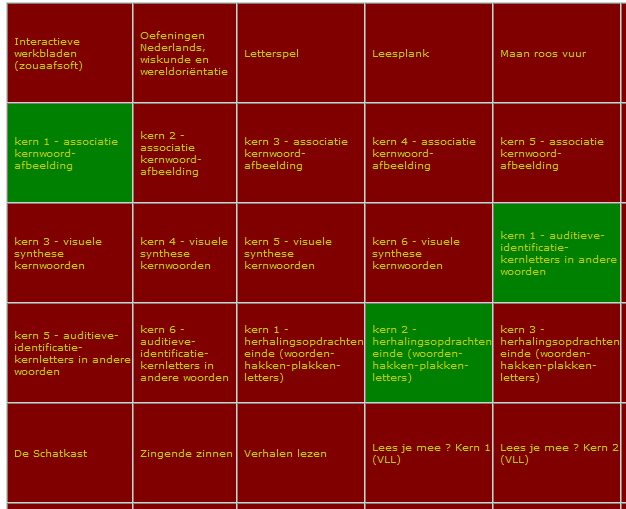 Interactieve
werkbladen
(zouaafsoft)
Oefeningen
Nederlands,
wiskunde en
wereldoriëntatie
Letterspel
Leesplank
Maan roos vuur
kern 1 - associatie
kernwoord-
afbeelding
kern 2 -
associatie
kernwoord-
afbeelding
kern 3 - associatie
kernwoord-
afbeelding
kern 4 - associatie
kernwoord-
afbeelding
kern 5 - associatie
kernwoord-
afbeelding
kern 3 - visuele
synthese
kernwoorden
kern 4 - visuele
synthese
kernwoorden
kern 5 - visuele
synthese
kernwoorden
kern 6 - visuele
synthese
kernwoorden
kern 1 - auditieve-
identificatie-
kernletters in andere
woorden
kern 5 - auditieve-
identificatie-
kernletters in andere
woorden
kern 6 -
auditieve-
identificatie-
kernletters in
andere woorden
kern 1 -
herhalingsopdrachten
einde (woorden-
hakken-plakken-
letters)
kern 2 -
herhalingsopdrachten
einde (woorden-
hakken-plakken-
letters)
kern 3 -
herhalingsopdrachten
einde (woorden-
hakken-plakken-
letters)
De Schatkast
Zingende zinnen
Verhalen lezen
Lees je mee ? Kern 1
(VLL)
Lees je mee ? Kern 2
(VLL)